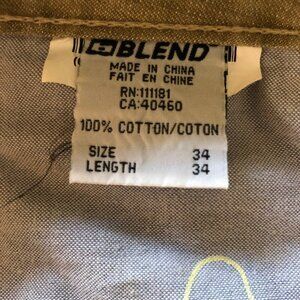 BLEND
MADE IN CHINA
FAIT EN CHINE
RN:111181
CA:40460
100% COTTON/COTON
SIZE 34
LENGTH 34